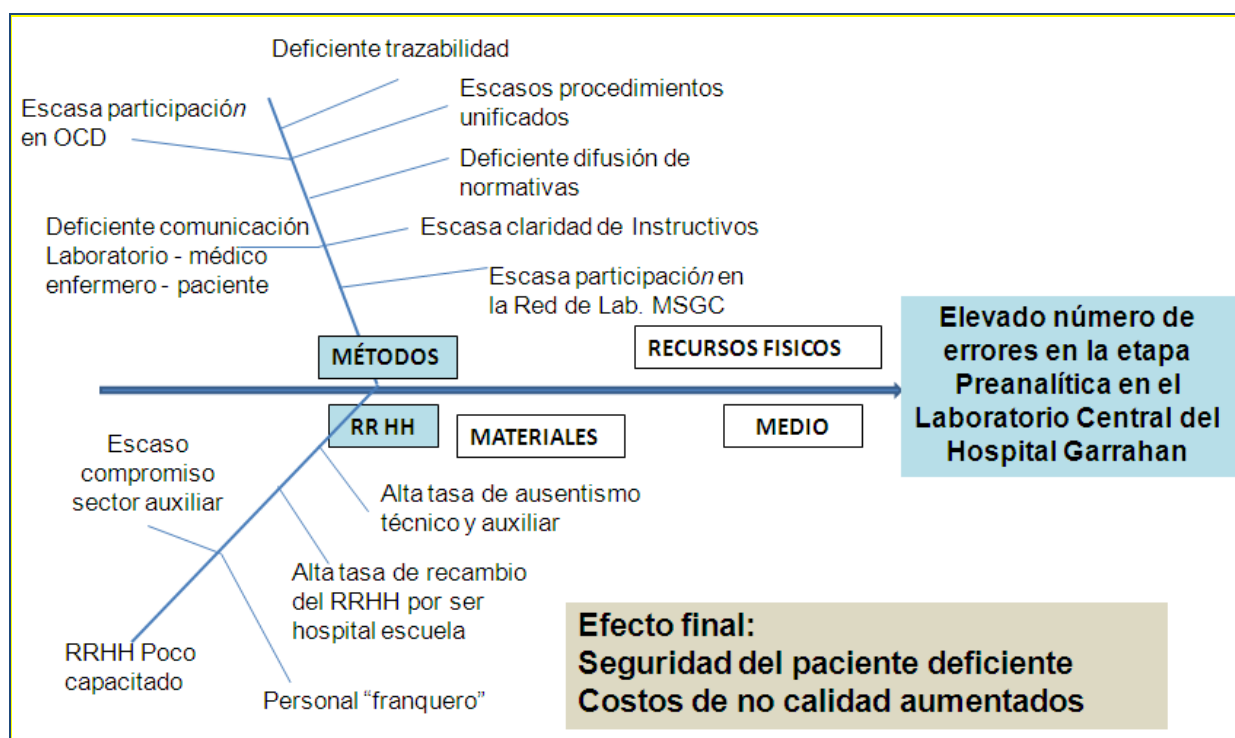 Deficiente trazabilidad
Escasa participación
en OCD
Escasos procedimientos
unificados
Deficiente difusión de
normativas
Deficiente comunicación
Laboratorio - médico
enfermero - paciente
Escasa claridad de Instructivos
Escasa participación en
la Red de Lab. MSGC
MÉTODOS
RECURSOS FISICOS
Elevado número de
errores en la etapa
Preanalítica en el
Laboratorio Central del
Hospital Garrahan
RR HH
MATERIALES
MEDIO
Escaso
compromiso
sector auxiliar
Alta tasa de ausentismo
técnico y auxiliar
Alta tasa de recambio
del RRHH por ser
hospital escuela
RRHH Poco
capacitado
Personal “franquero”
Efecto final:
Seguridad del paciente deficiente
Costos de no calidad aumentados